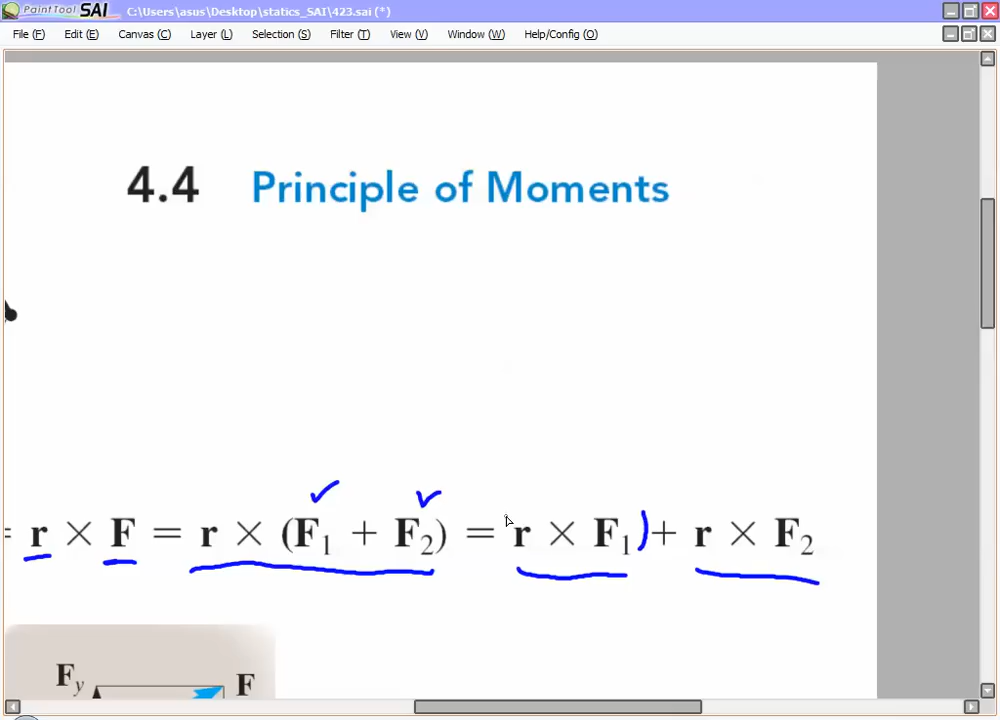 PaintTool SAI C:\Users\asus\Desktop\statics_SAI\423.sai (*)
File (F) Edit (E) Canvas (C) Layer (L) Selection (S) Filter (T) View (V) Window (W) Help/Config (O)
4.4 Principle of Moments
= r × F = r × (F₁ + F₂) = r × F₁) + r × F₂
Fy F